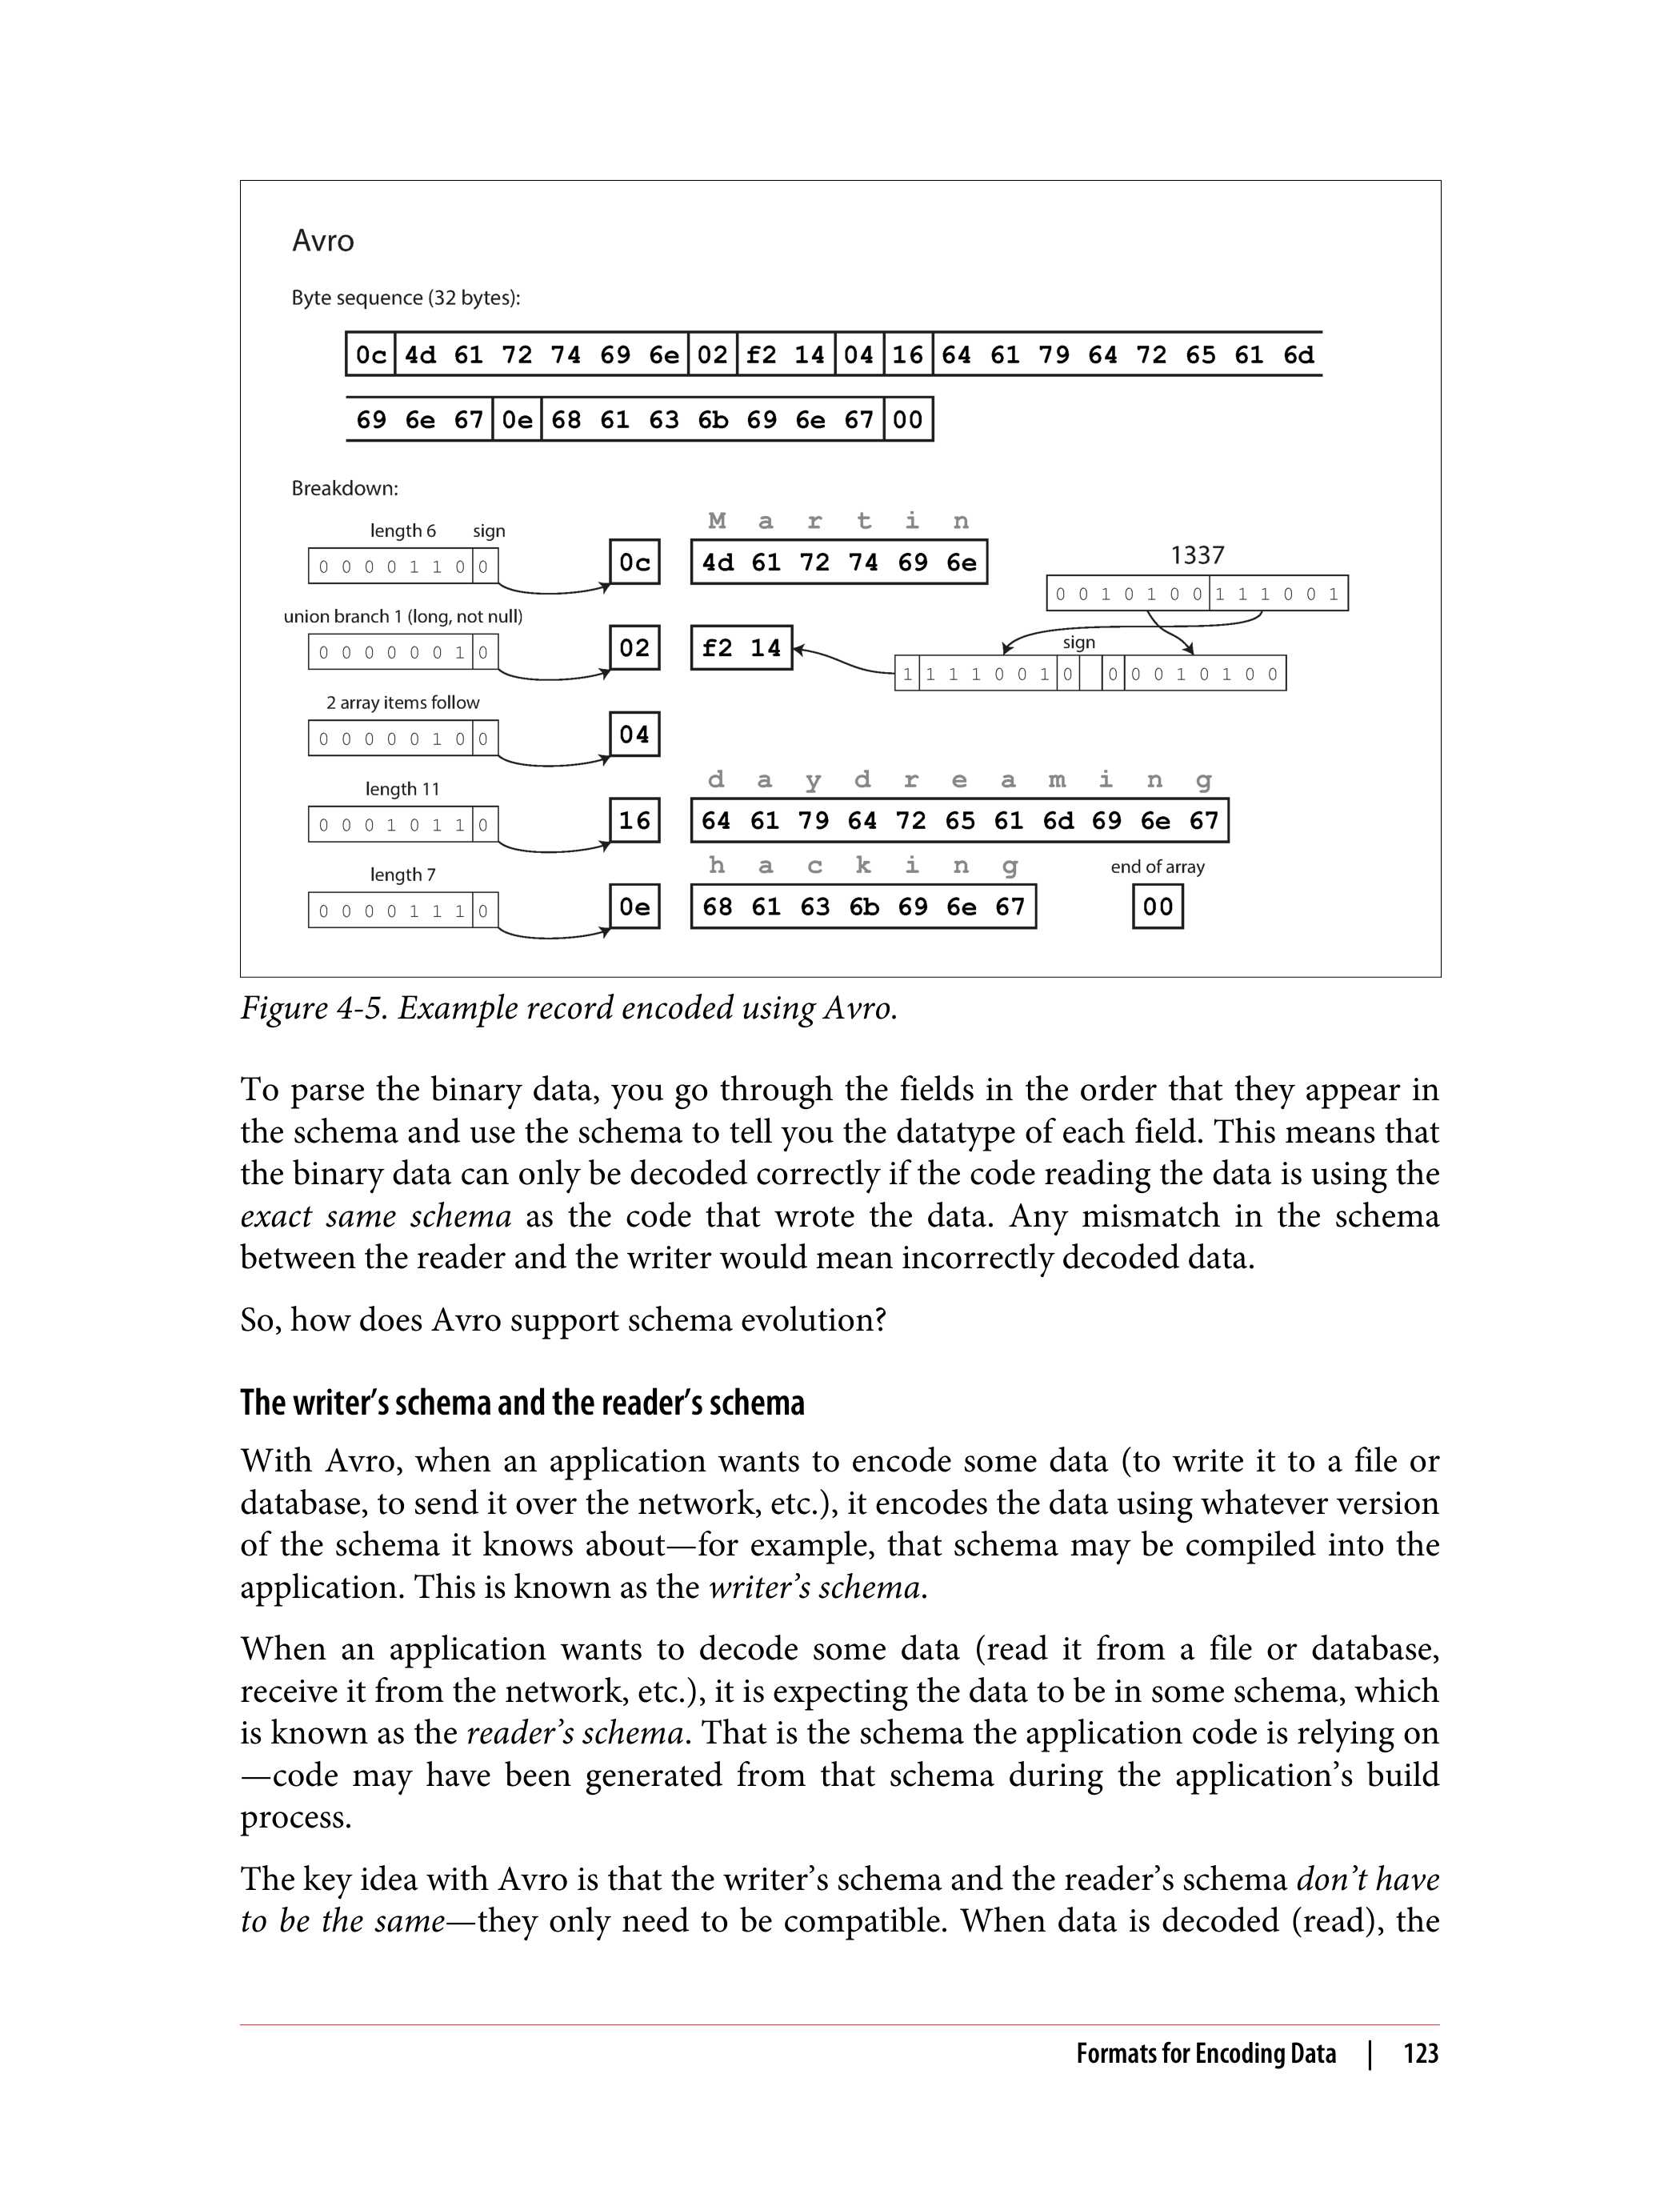 Avro
Byte sequence (32 bytes):
0c 4d 61 72 74 69 6e 02 f2 14 04 16 64 61 79 64 72 65 61 6d
69 6e 67 0e 68 61 63 6b 69 6e 67 00
Breakdown:
length 6 sign
M a r t i n
0 0 0 0 1 1 0 0
0c
4d 61 72 74 69 6e
1337
0 0 1 0 1 0 0 1 1 1 0 0 1
union branch 1 (long, not null)
0 0 0 0 0 0 1 0
02
f2 14
sign
1 1 1 1 0 0 1 0 0 0 0 1 0 1 0 0
2 array items follow
0 0 0 0 0 1 0 0
04
length 11
d a y d r e a m i n g
0 0 0 1 0 1 1 0
16
64 61 79 64 72 65 61 6d 69 6e 67
length 7
h a c k i n g
end of array
0 0 0 0 1 1 1 0
0e
68 61 63 6b 69 6e 67
00
Figure 4-5. Example record encoded using Avro.
To parse the binary data, you go through the fields in the order that they appear in
the schema and use the schema to tell you the datatype of each field. This means that
the binary data can only be decoded correctly if the code reading the data is using the
exact same schema as the code that wrote the data. Any mismatch in the schema
between the reader and the writer would mean incorrectly decoded data.
So, how does Avro support schema evolution?
The writer’s schema and the reader’s schema
With Avro, when an application wants to encode some data (to write it to a file or
database, to send it over the network, etc.), it encodes the data using whatever version
of the schema it knows about—for example, that schema may be compiled into the
application. This is known as the writer’s schema.
When an application wants to decode some data (read it from a file or database,
receive it from the network, etc.), it is expecting the data to be in some schema, which
is known as the reader’s schema. That is the schema the application code is relying on
—code may have been generated from that schema during the application’s build
process.
The key idea with Avro is that the writer’s schema and the reader’s schema don’t have
to be the same—they only need to be compatible. When data is decoded (read), the
Formats for Encoding Data | 123